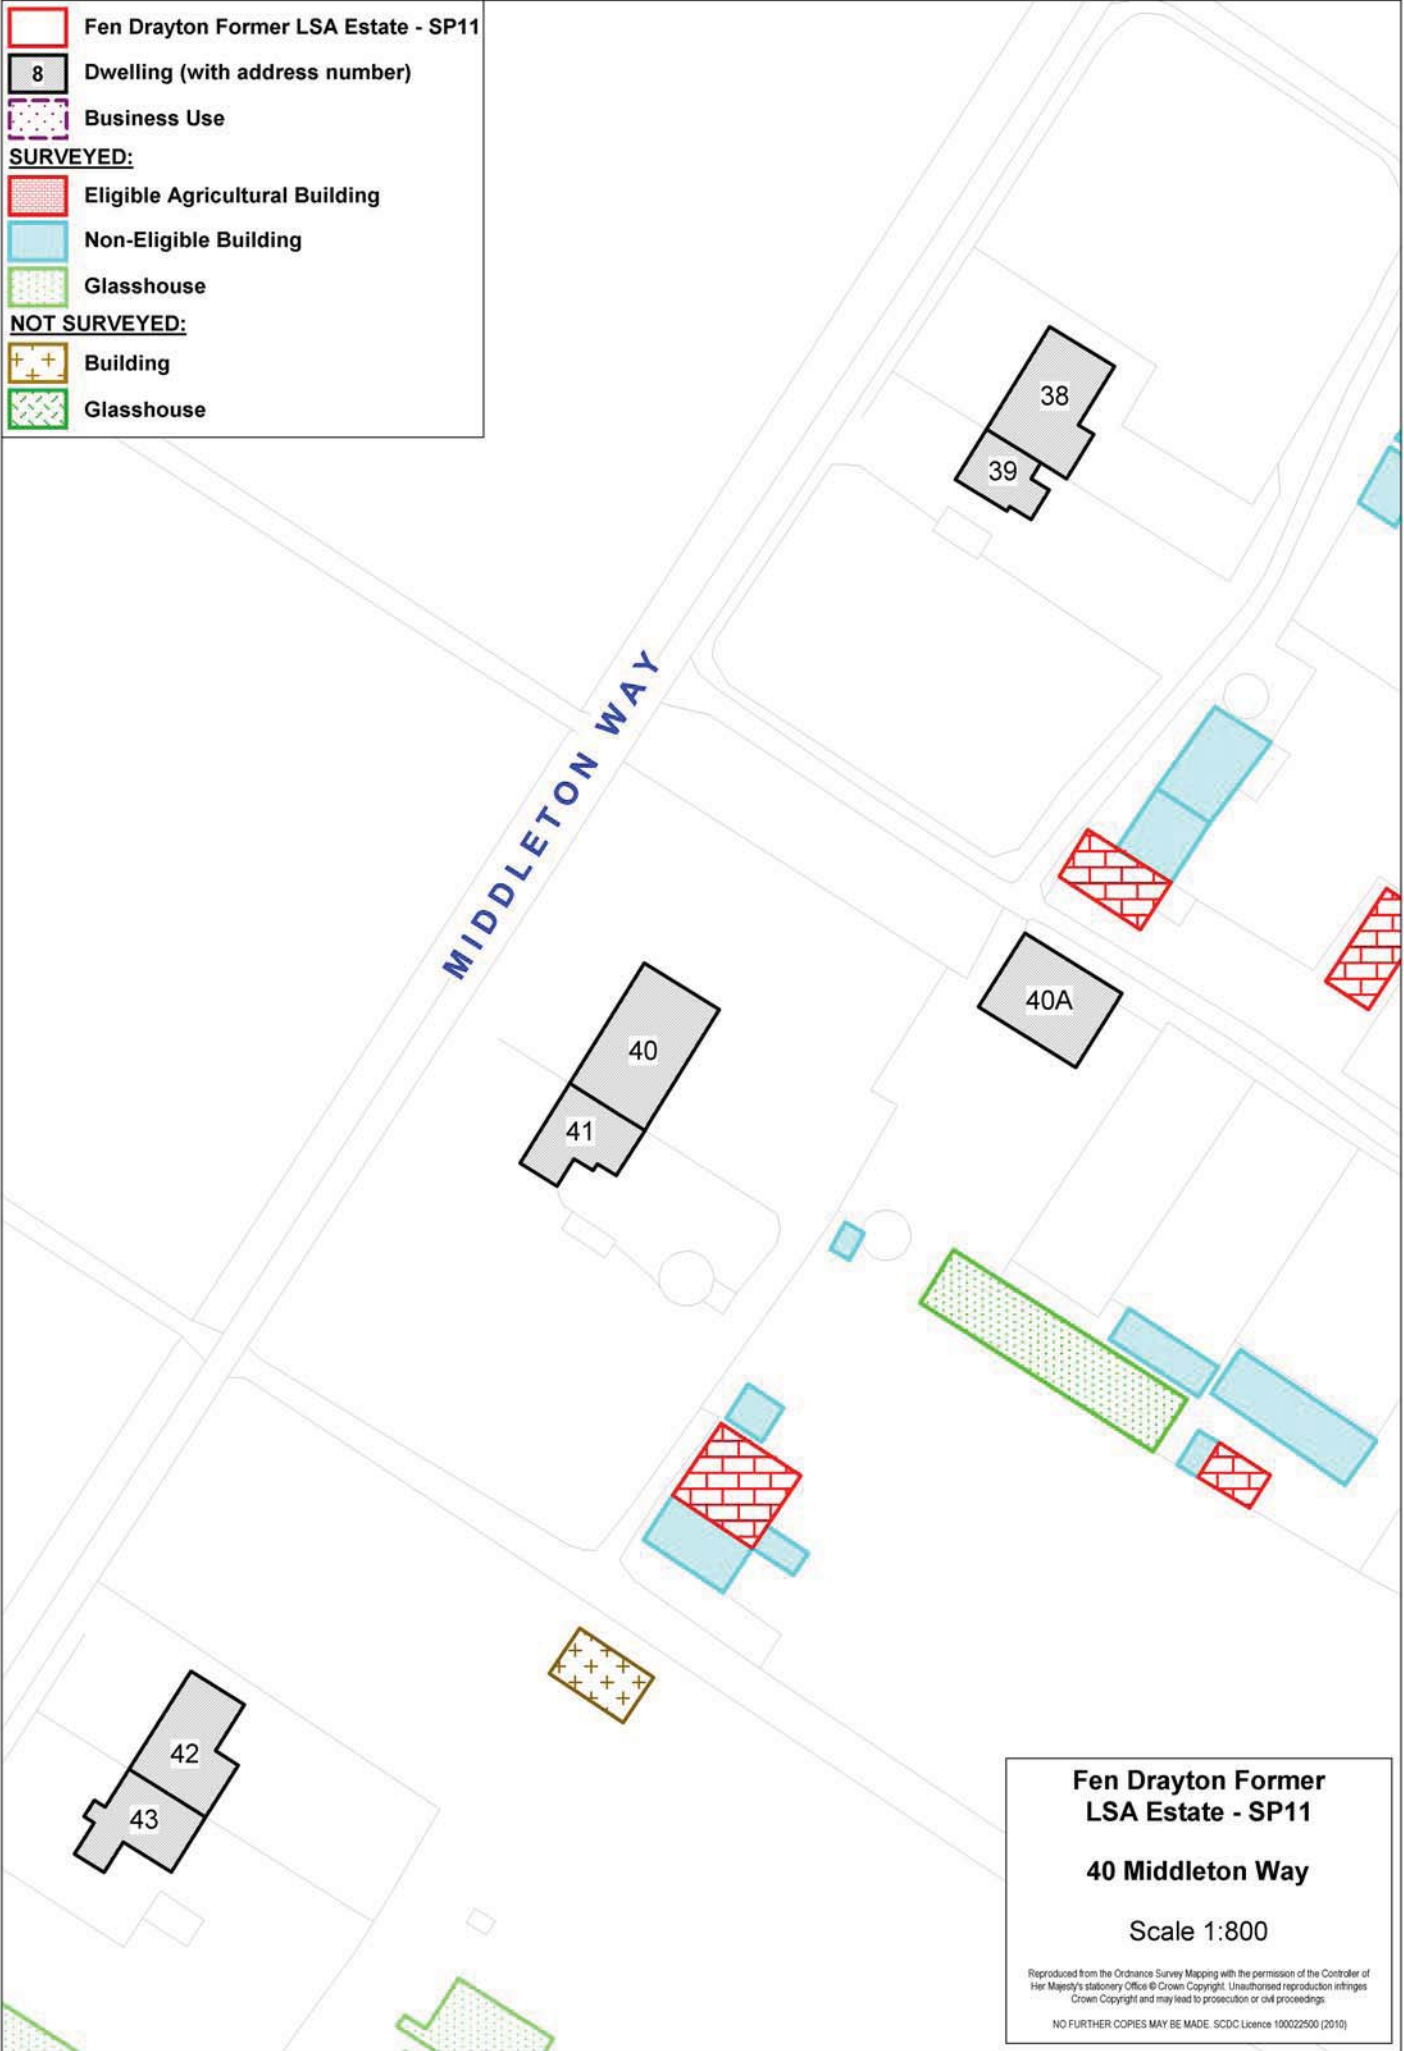 Fen Drayton Former LSA Estate - SP11
8
Dwelling (with address number)
Business Use
SURVEYED:
Eligible Agricultural Building
Non-Eligible Building
Glasshouse
NOT SURVEYED:
Building
Glasshouse
38
39
MIDDLETON WAY
40A
40
41
42
43
Fen Drayton Former
LSA Estate - SP11
40 Middleton Way
Scale 1:800
Reproduced from the Ordnance Survey Mapping with the permission of the Controller of
Her Majesty's stationery Office © Crown Copyright. Unauthorised reproduction infringes
Crown Copyright and may lead to prosecution or civil proceedings.
NO FURTHER COPIES MAY BE MADE. SCDC Licence 100022500 (2010)